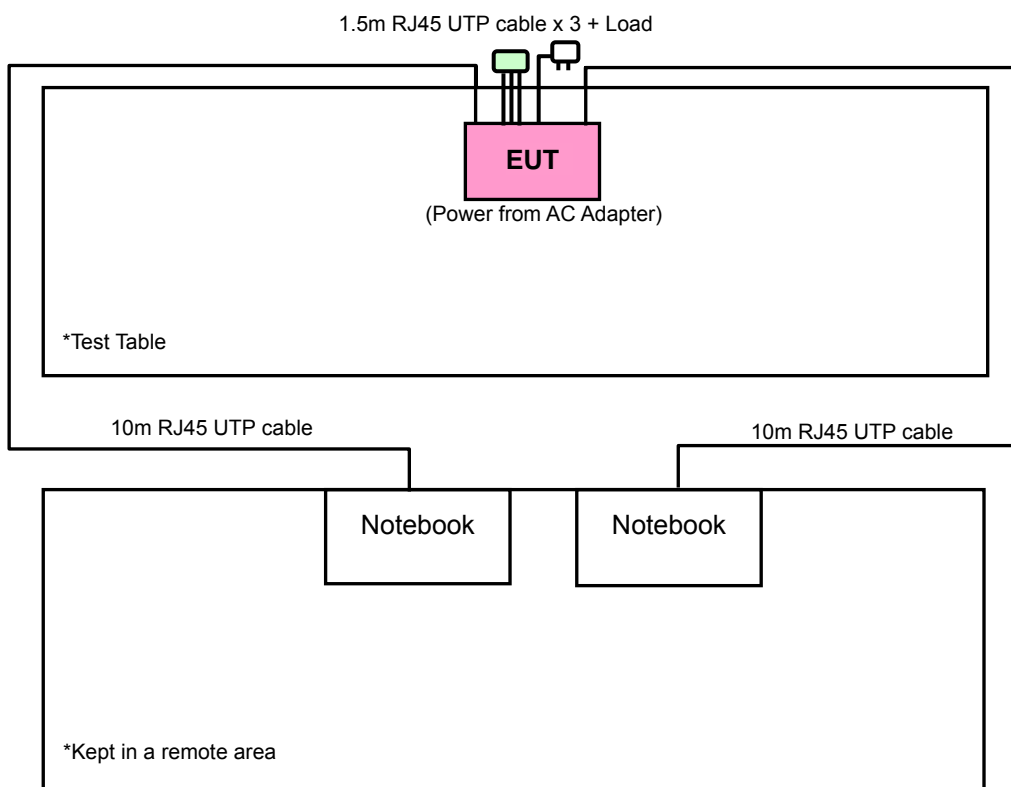 1.5m RJ45 UTP cable x 3 + Load
EUT
(Power from AC Adapter)
*Test Table
10m RJ45 UTP cable
10m RJ45 UTP cable
Notebook
Notebook
*Kept in a remote area